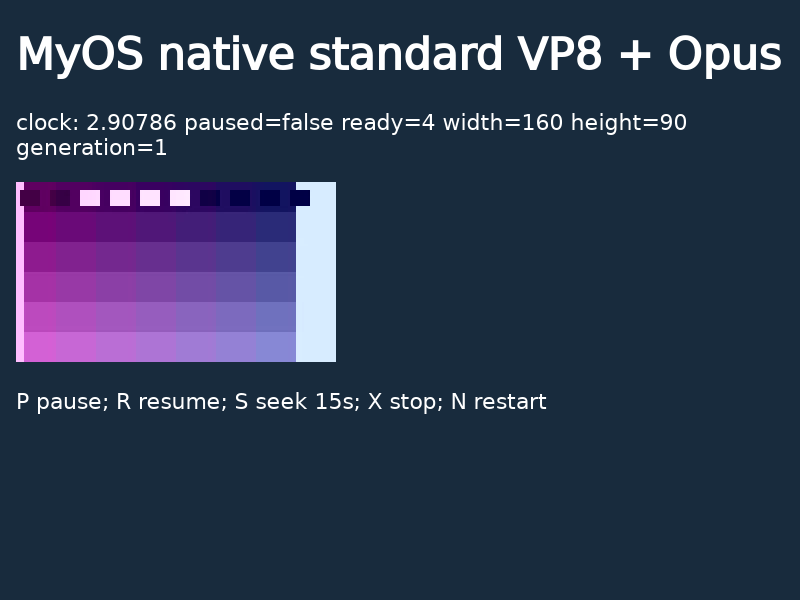 MyOS native standard VP8 + Opus
clock: 2.90786 paused=false ready=4 width=160 height=90
generation=1
P pause; R resume; S seek 15s; X stop; N restart